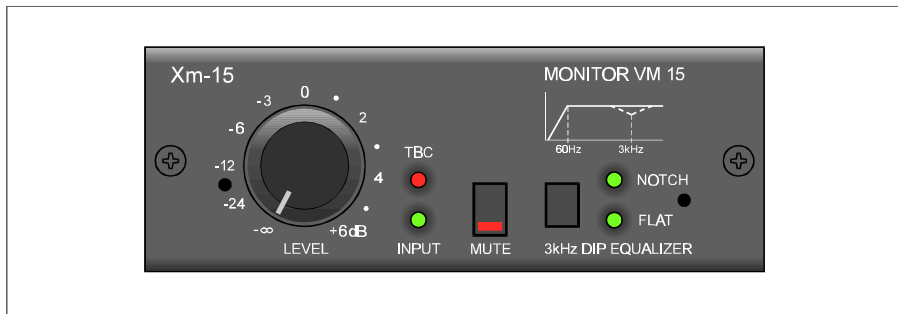 Xm-15
MONITOR VM 15
0
-3
2
-6
-12
4
-24
-∞
+6dB
LEVEL
TBC
INPUT
MUTE
60Hz
3kHz
NOTCH
FLAT
3kHz DIP EQUALIZER